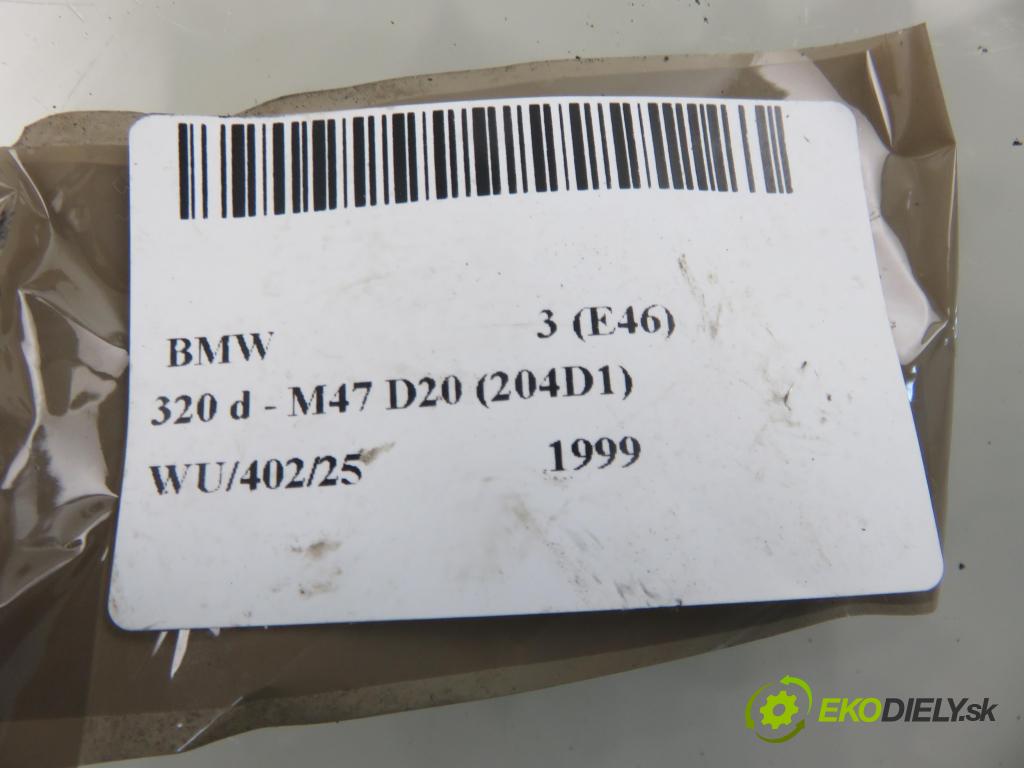 BMW 3 (E46)
320 d - M47 D20 (204D1)
WU/402/25 1999
EKODIELY.sk